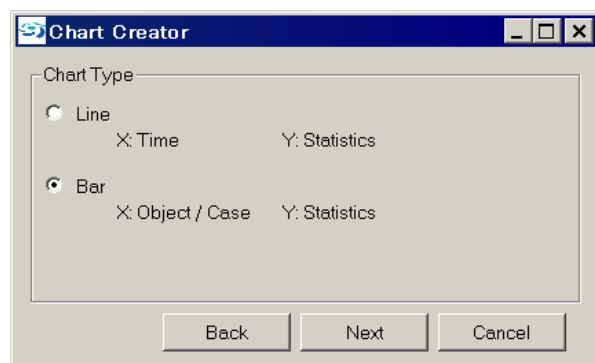 Chart Creator
Chart Type
Line
X: Time Y: Statistics
Bar
X: Object / Case Y: Statistics
Back Next Cancel